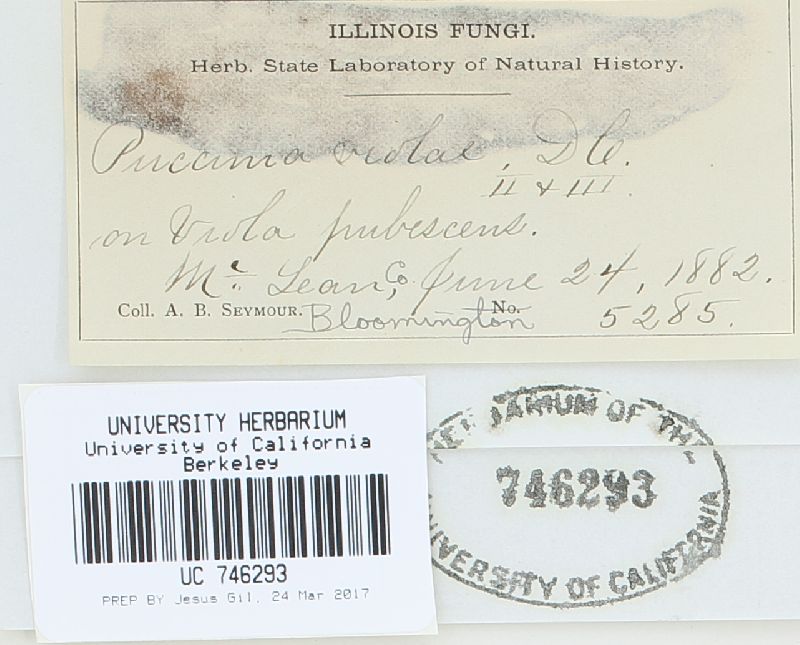 ILLINOIS FUNGI.
Herb. State Laboratory of Natural History.
Puccinia violae, DC.
II & III.
on Viola pubescens.
Mc. Lean Co., June 24, 1882.
Coll. A. B. SEYMOUR. Bloomington No. 5285.
UNIVERSITY HERBARIUM
University of California
Berkeley
UC 746293
PREP BY Jesus Gil, 24 Mar 2017
HERBARIUM OF THE
746293
UNIVERSITY OF CALIFORNIA